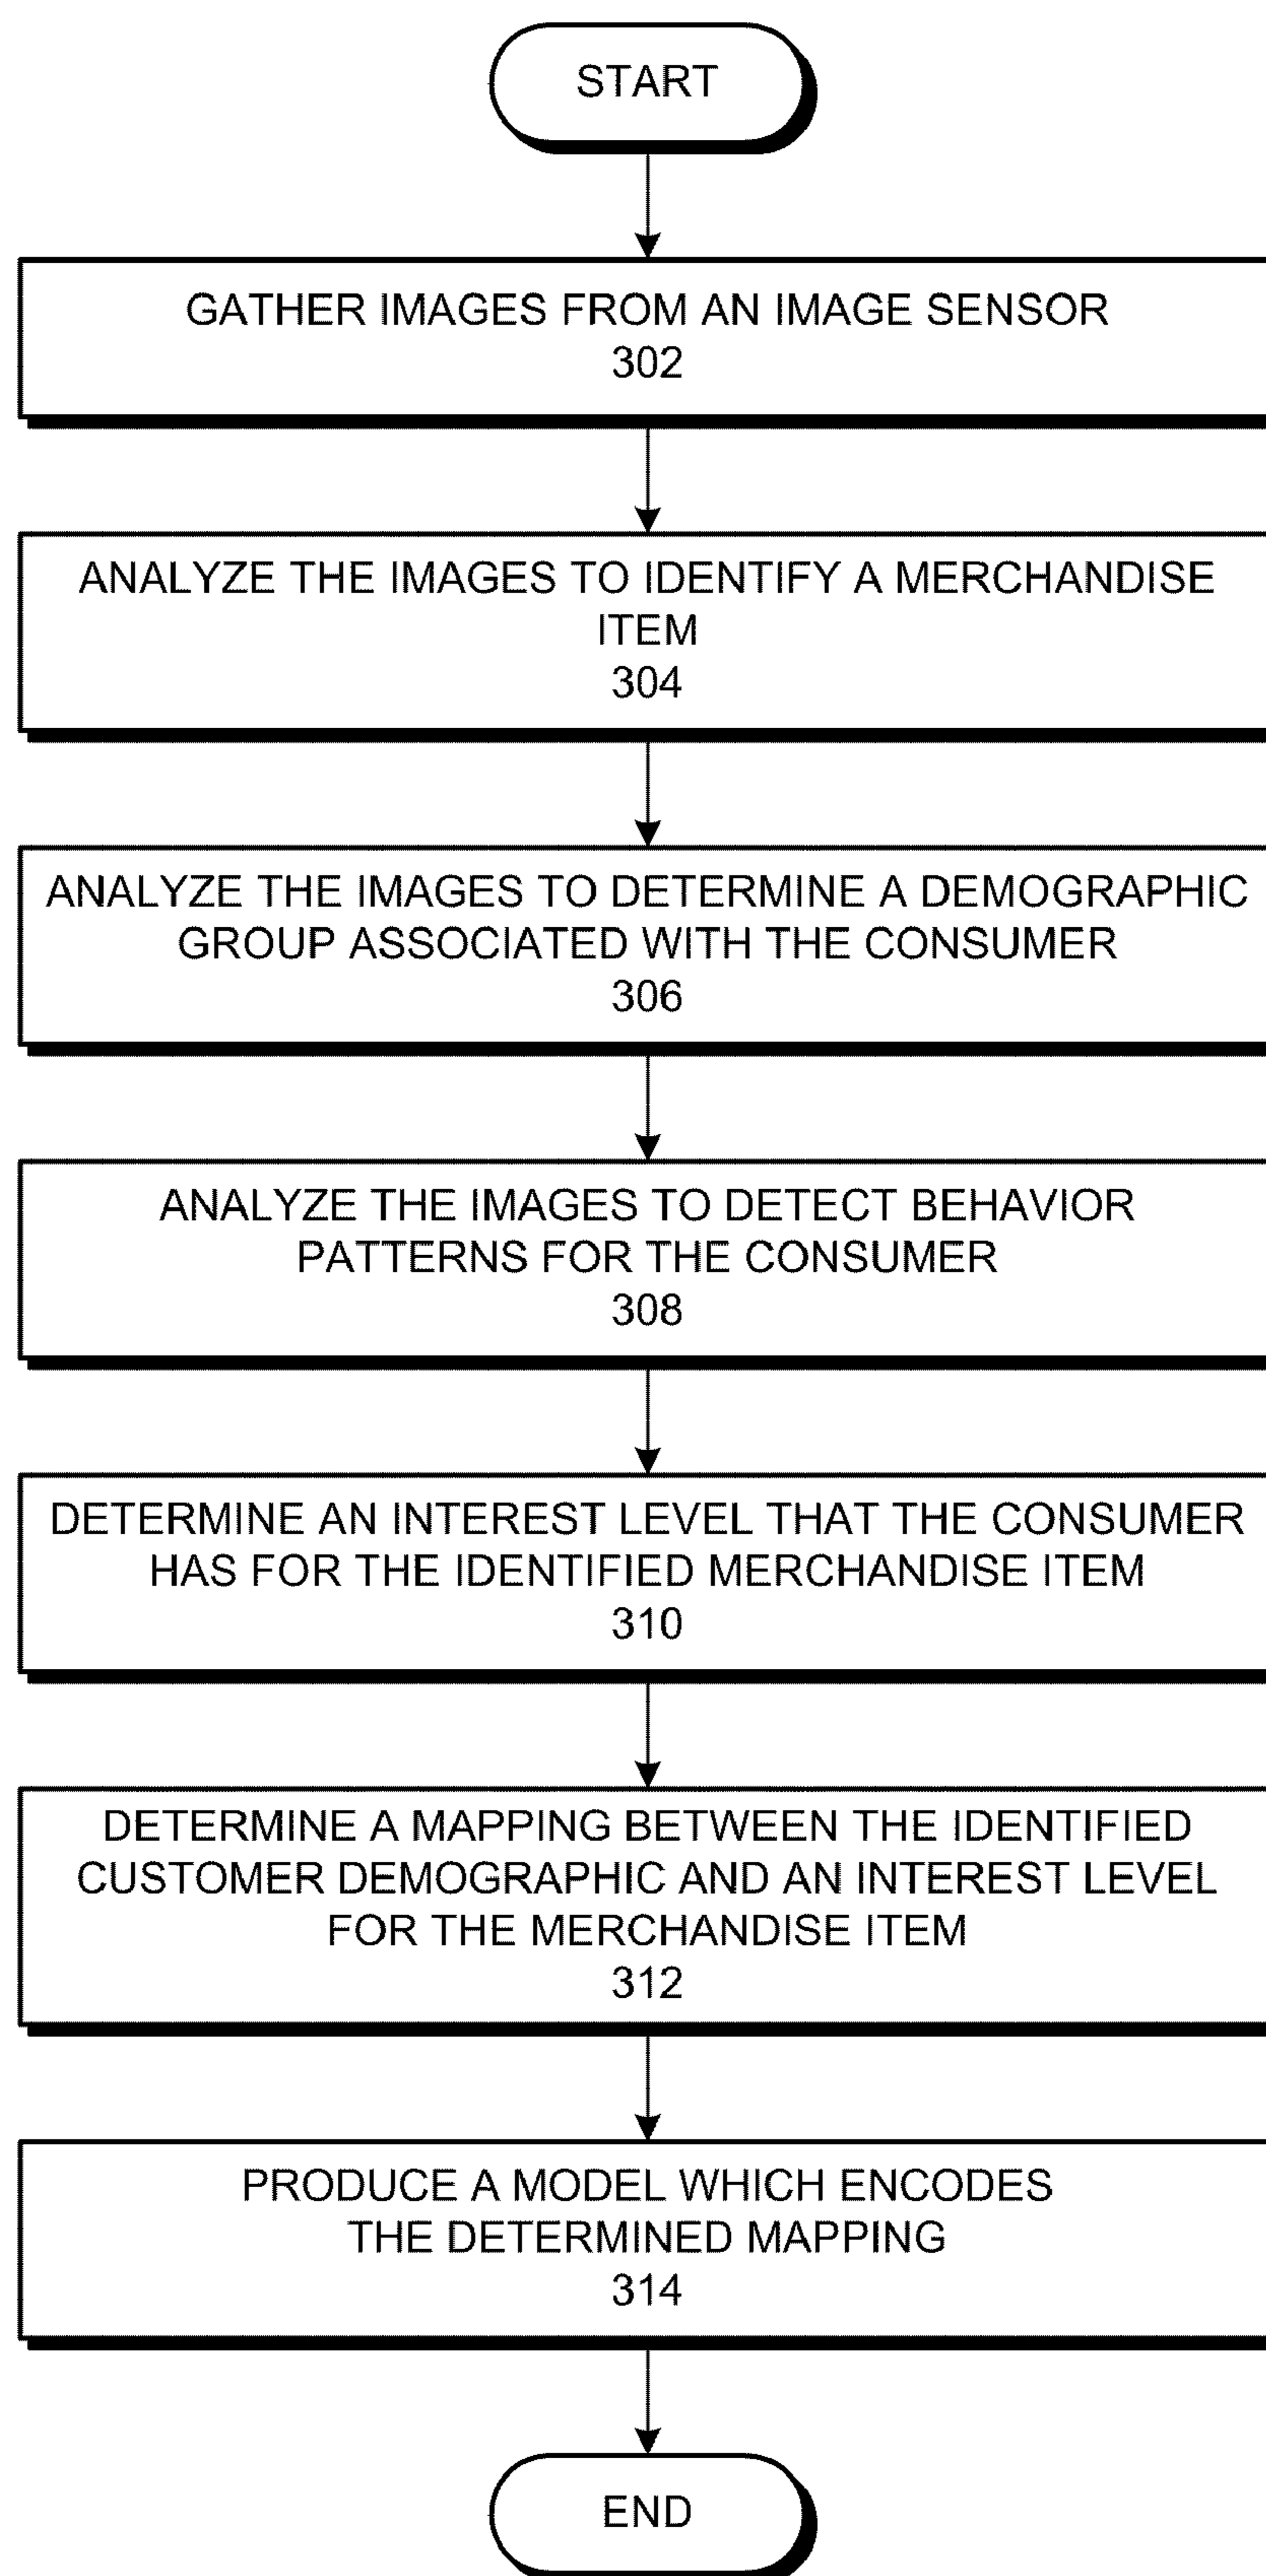 START
GATHER IMAGES FROM AN IMAGE SENSOR
302
ANALYZE THE IMAGES TO IDENTIFY A MERCHANDISE
ITEM
304
ANALYZE THE IMAGES TO DETERMINE A DEMOGRAPHIC
GROUP ASSOCIATED WITH THE CONSUMER
306
ANALYZE THE IMAGES TO DETECT BEHAVIOR
PATTERNS FOR THE CONSUMER
308
DETERMINE AN INTEREST LEVEL THAT THE CONSUMER
HAS FOR THE IDENTIFIED MERCHANDISE ITEM
310
DETERMINE A MAPPING BETWEEN THE IDENTIFIED
CUSTOMER DEMOGRAPHIC AND AN INTEREST LEVEL
FOR THE MERCHANDISE ITEM
312
PRODUCE A MODEL WHICH ENCODES
THE DETERMINED MAPPING
314
END